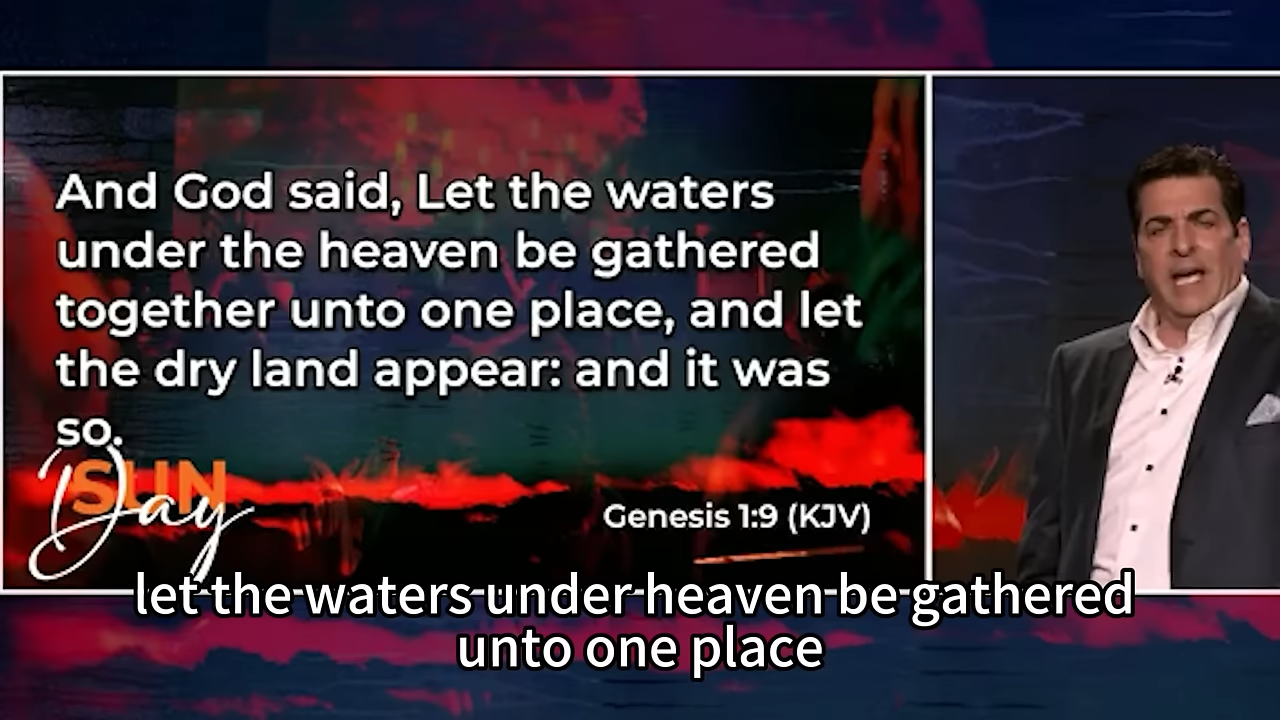 And God said, Let the waters
under the heaven be gathered
together unto one place, and let
the dry land appear: and it was
so.
SUN
Day
Genesis 1:9 (KJV)
let the waters under heaven be gathered
unto one place